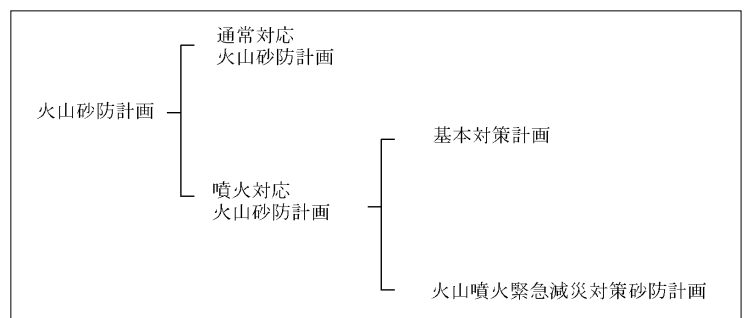 通常対応
火山砂防計画
火山砂防計画
基本対策計画
噴火対応
火山砂防計画
火山噴火緊急減災対策砂防計画